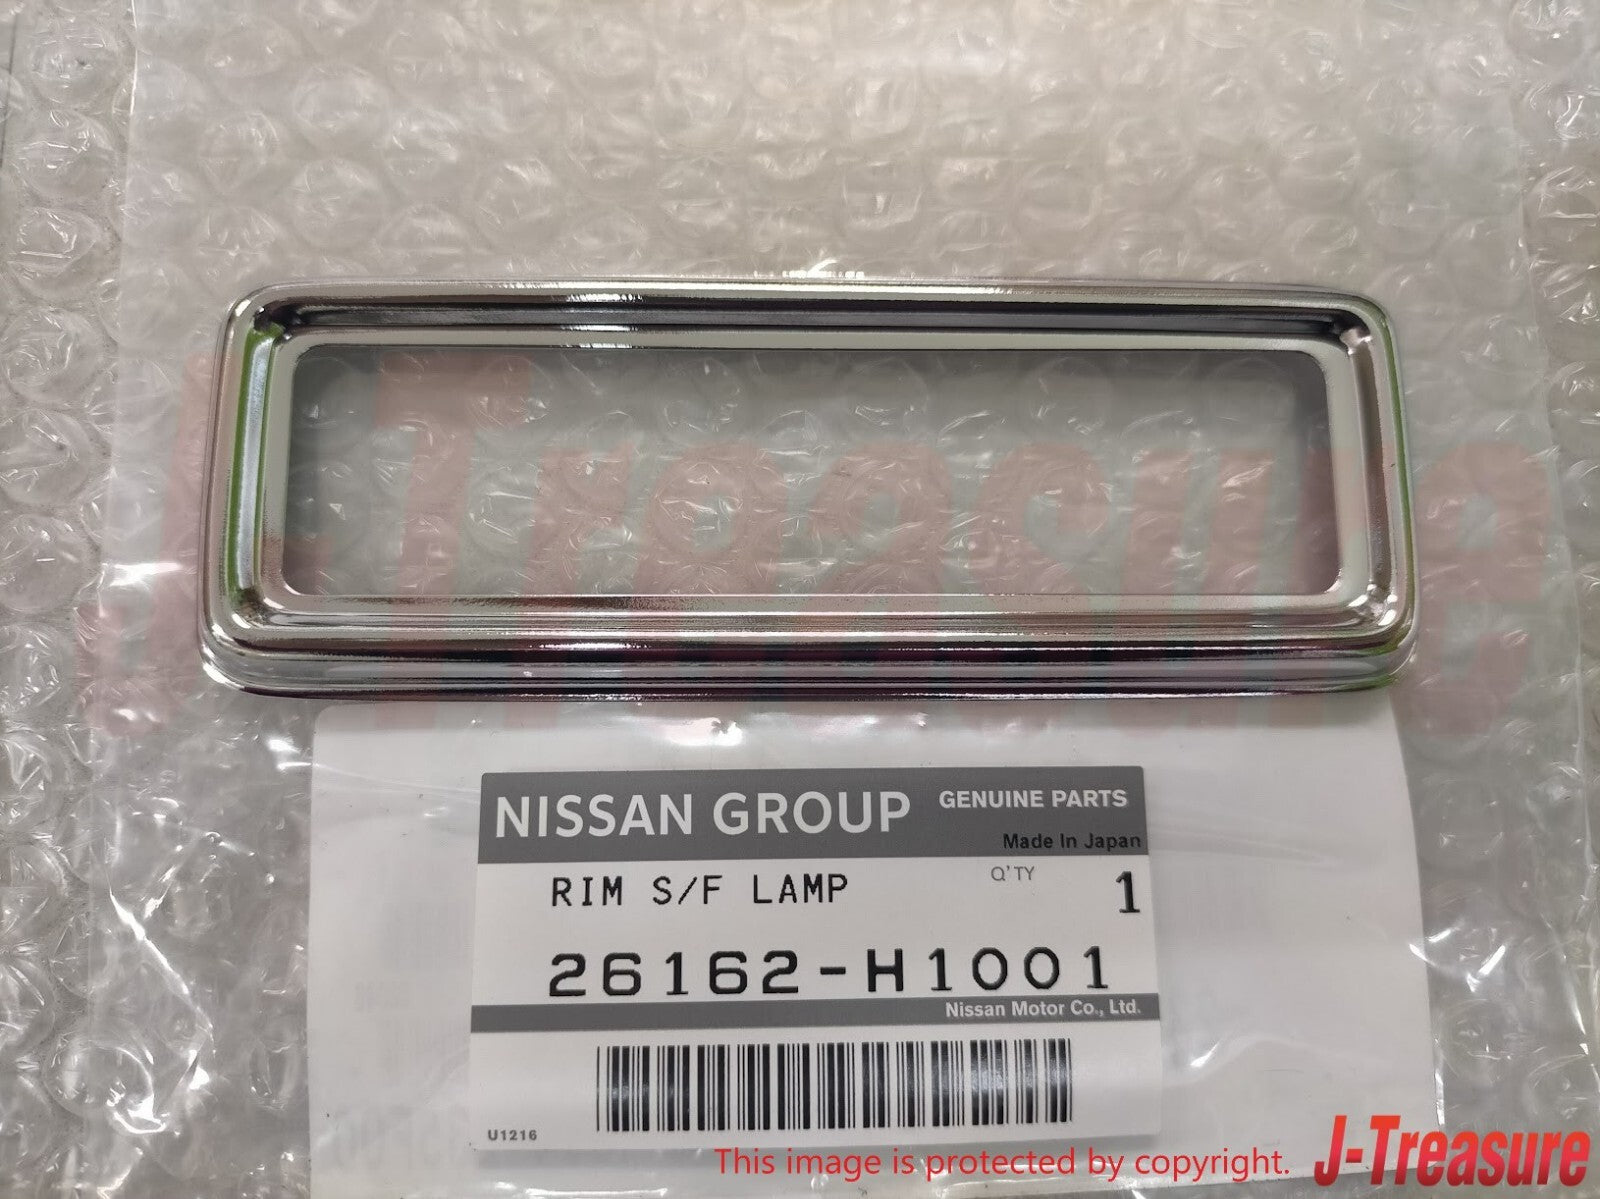 J-Treasure
NISSAN GROUP GENUINE PARTS
Made In Japan
RIM S/F LAMP Q'TY 1
26162-H1001
Nissan Motor Co., Ltd.
U1216
This image is protected by copyright. J-Treasure